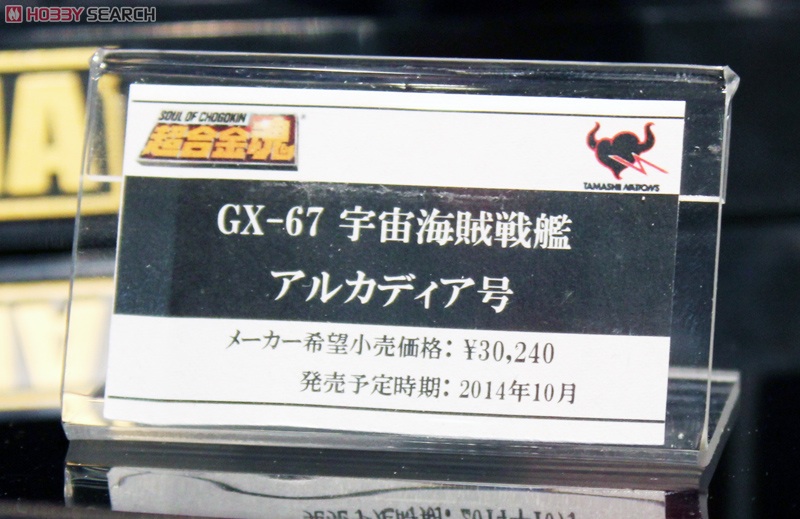 HOBBY SEARCH
SOUL OF CHOGOKIN
超合金魂
TAMASHII NATIONS
GX-67 宇宙海賊戦艦
アルカディア号
メーカー希望小売価格: ¥30,240
発売予定時期: 2014年10月